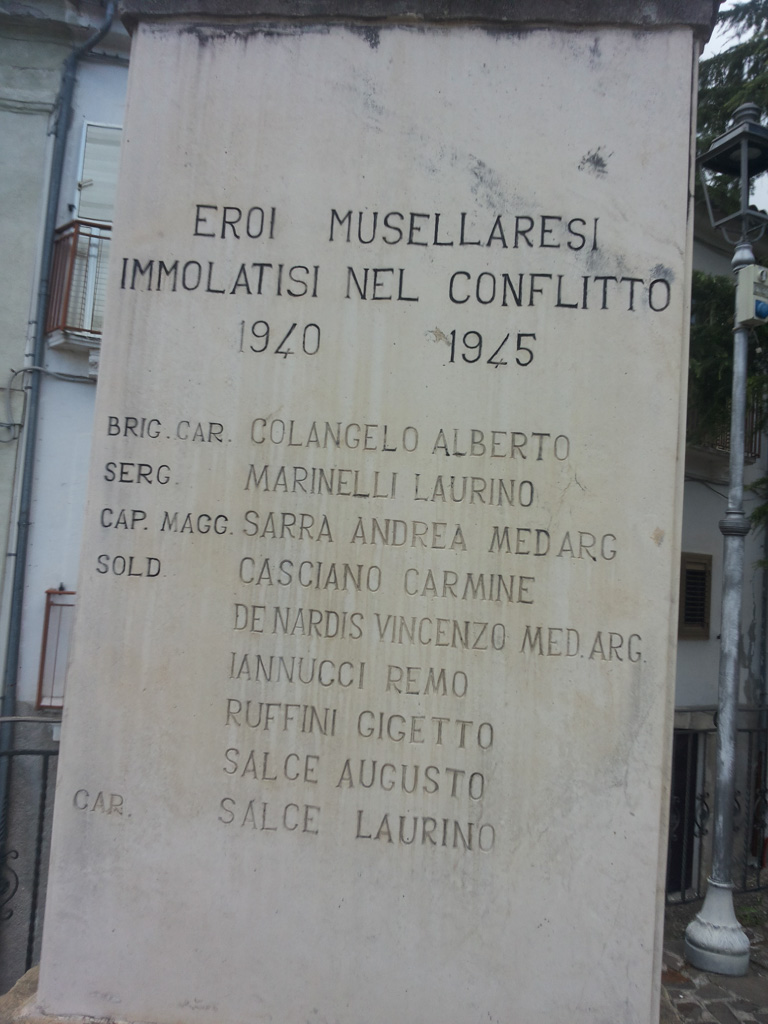 EROI MUSELLARESI
IMMOLATISI NEL CONFLITTO
1940 1945
BRIG. CAR. COLANGELO ALBERTO
SERG. MARINELLI LAURINO
CAP. MAGG. SARRA ANDREA MED ARG
SOLD. CASCIANO CARMINE
DE NARDIS VINCENZO MED. ARG.
IANNUCCI REMO
RUFFINI GIGETTO
SALCE AUGUSTO
CAR. SALCE LAURINO